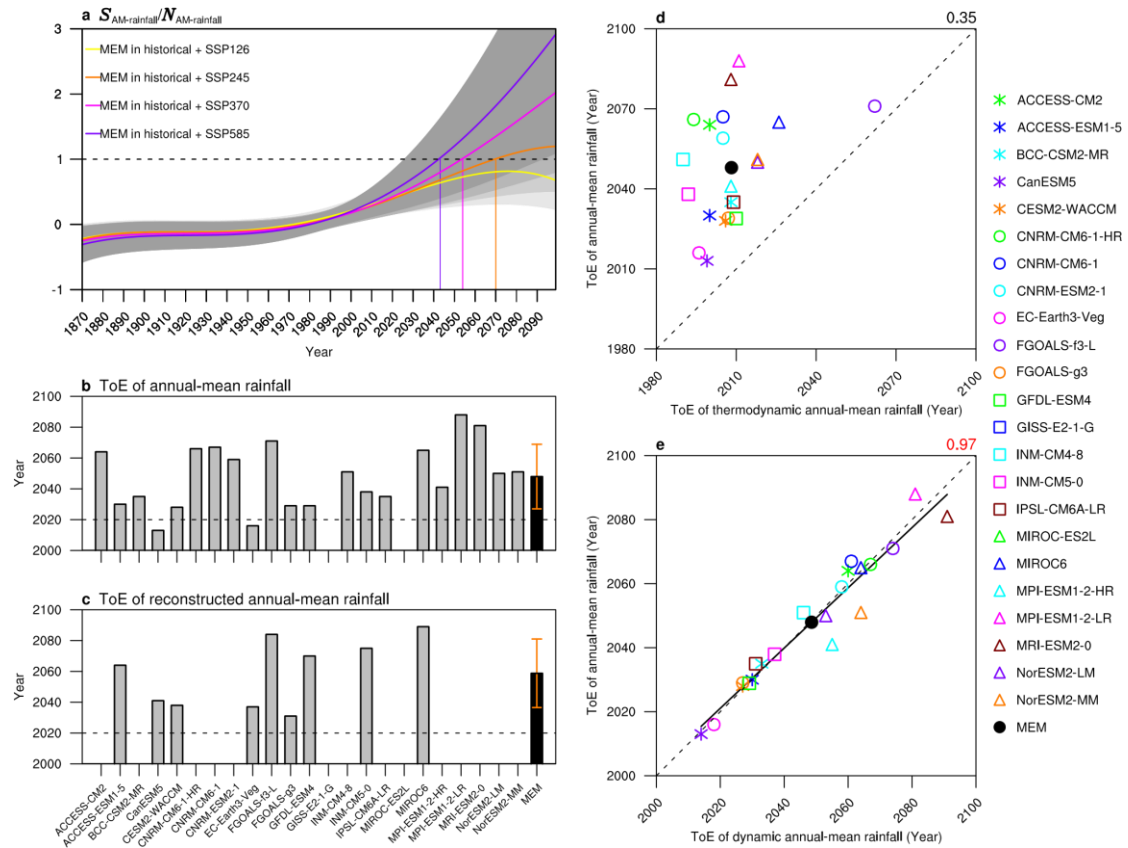 a S AM-rainfall/N AM-rainfall
3
2
1
0
-1
MEM in historical + SSP126
MEM in historical + SSP245
MEM in historical + SSP370
MEM in historical + SSP585
1870 1880 1890 1900 1910 1920 1930 1940 1950 1960 1970 1980 1990 2000 2010 2020 2030 2040 2050 2060 2070 2080 2090
Year
b ToE of annual-mean rainfall
Year
2100
2080
2060
2040
2020
2000
c ToE of reconstructed annual-mean rainfall
Year
2100
2080
2060
2040
2020
2000
ACCESS-CM2
ACCESS-ESM1-5
BCC-CSM2-MR
CanESM5
CESM2-WACCM
CNRM-CM6-1-HR
CNRM-CM6-1
CNRM-ESM2-1
EC-Earth3-Veg
FGOALS-f3-L
FGOALS-g3
GFDL-ESM4
GISS-E2-1-G
INM-CM4-8
INM-CM5-0
IPSL-CM6A-LR
MIROC-ES2L
MIROC6
MPI-ESM1-2-HR
MPI-ESM1-2-LR
MRI-ESM2-0
NorESM2-LM
NorESM2-MM
MEM
d
0.35
ToE of annual-mean rainfall (Year)
2100
2070
2040
2010
1980
1980 2010 2040 2070 2100
ToE of thermodynamic annual-mean rainfall (Year)
e
0.97
ToE of annual-mean rainfall (Year)
2100
2080
2060
2040
2020
2000
2000 2020 2040 2060 2080 2100
ToE of dynamic annual-mean rainfall (Year)
ACCESS-CM2
ACCESS-ESM1-5
BCC-CSM2-MR
CanESM5
CESM2-WACCM
CNRM-CM6-1-HR
CNRM-CM6-1
CNRM-ESM2-1
EC-Earth3-Veg
FGOALS-f3-L
FGOALS-g3
GFDL-ESM4
GISS-E2-1-G
INM-CM4-8
INM-CM5-0
IPSL-CM6A-LR
MIROC-ES2L
MIROC6
MPI-ESM1-2-HR
MPI-ESM1-2-LR
MRI-ESM2-0
NorESM2-LM
NorESM2-MM
MEM